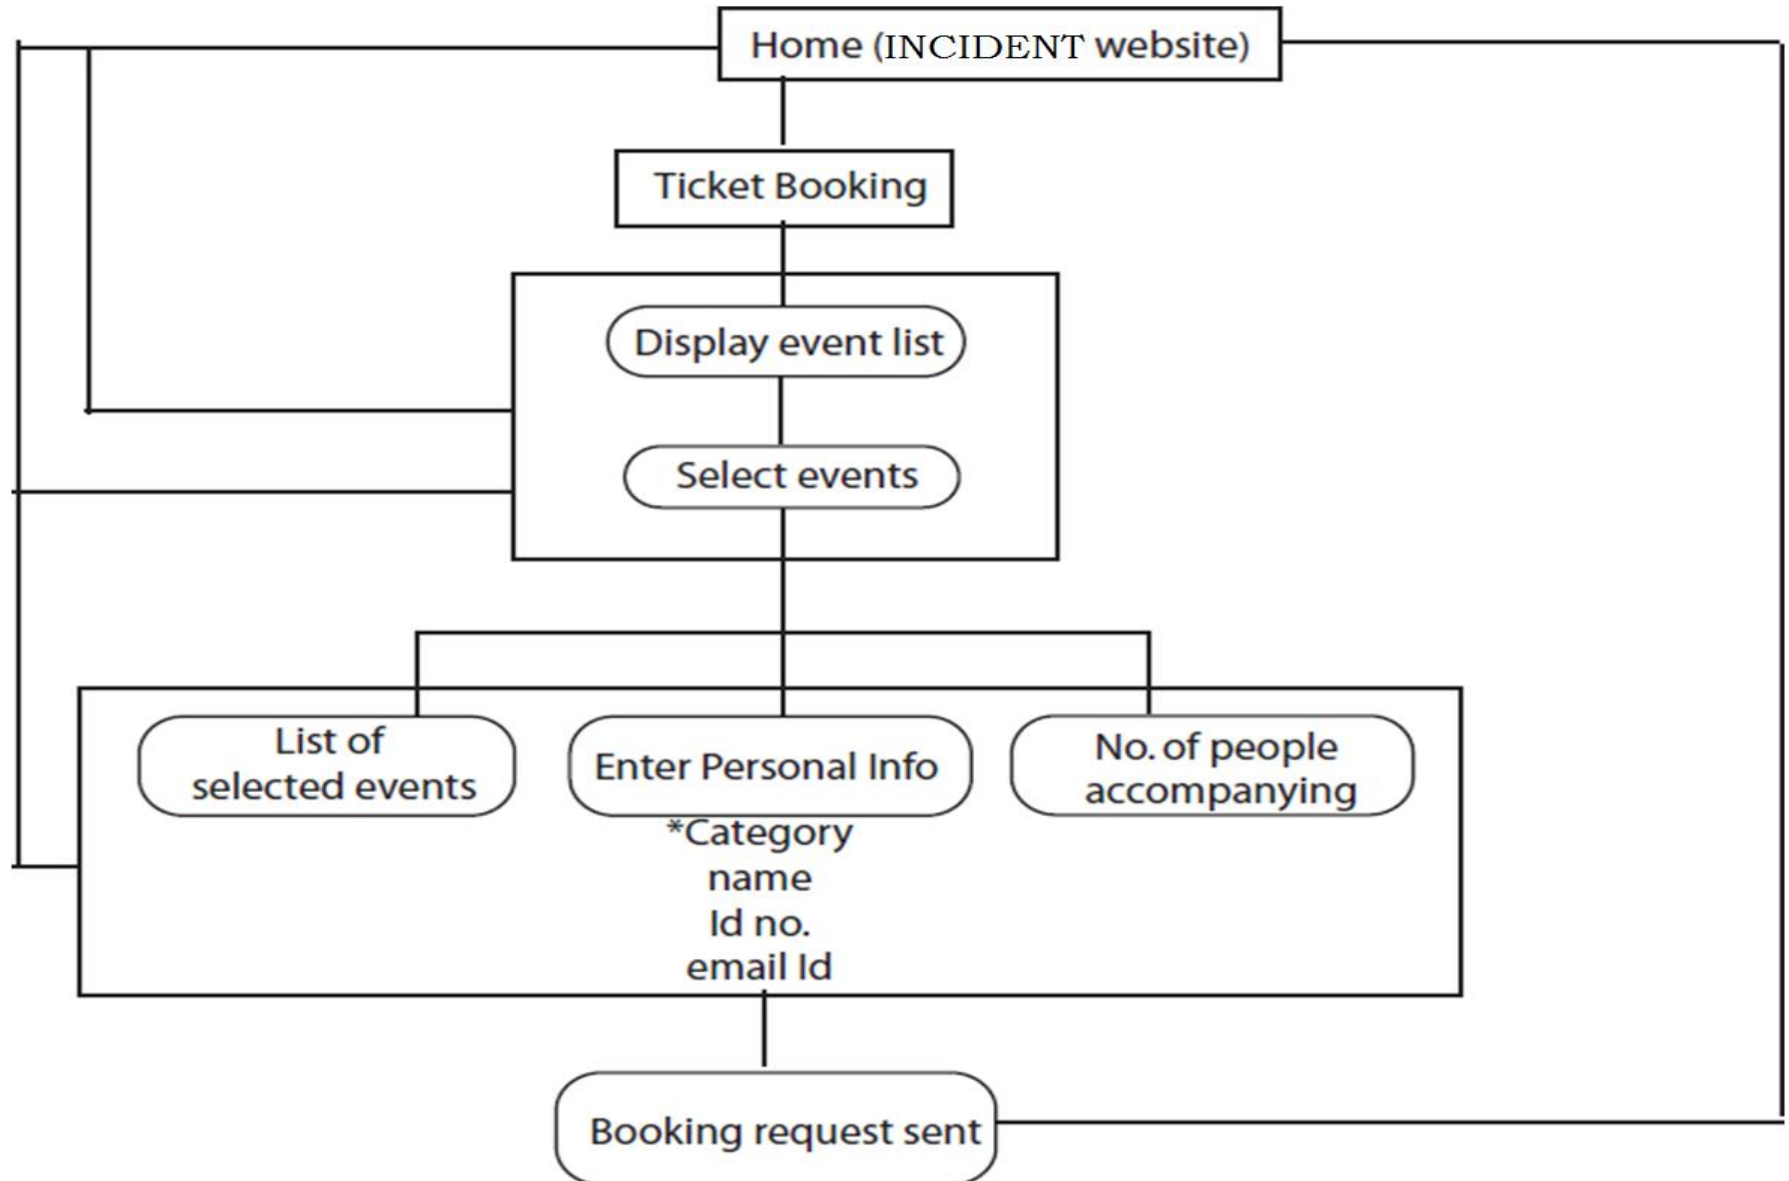 Home (INCIDENT website)
Ticket Booking
Display event list
Select events
List of
selected events
Enter Personal Info
*Category
name
Id no.
email Id
No. of people
accompanying
Booking request sent